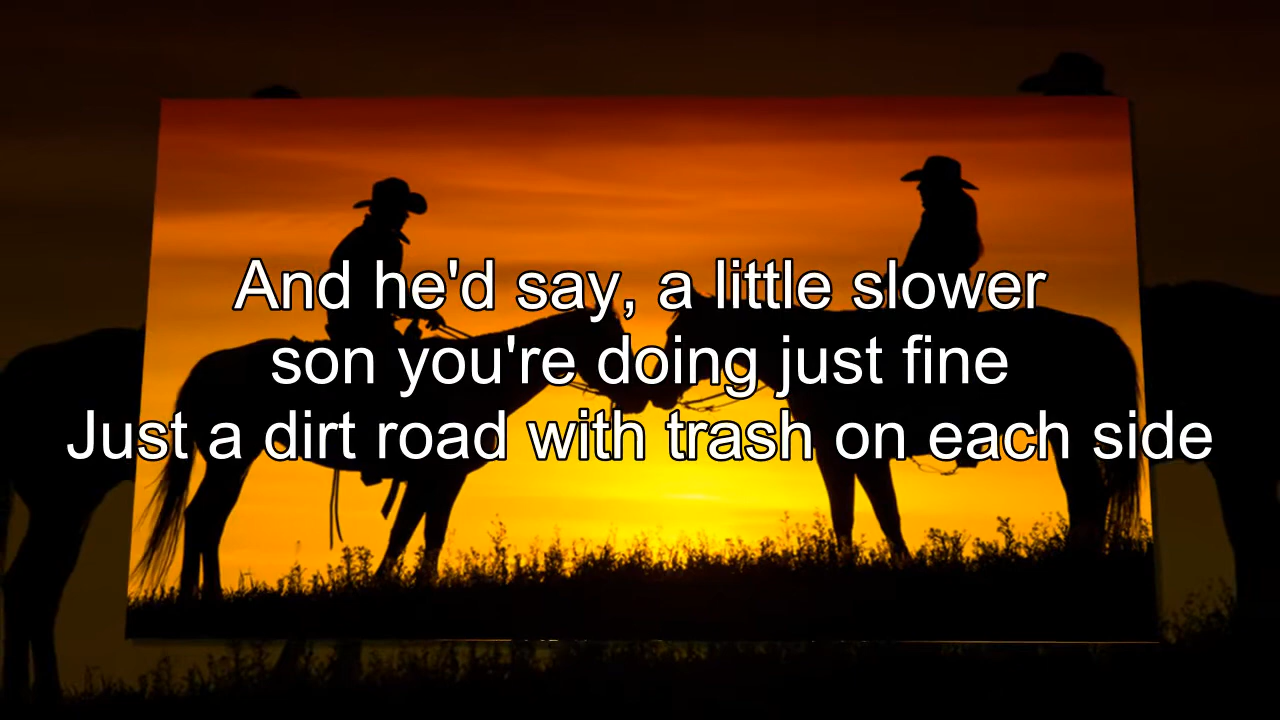 And he'd say, a little slower
son you're doing just fine
Just a dirt road with trash on each side